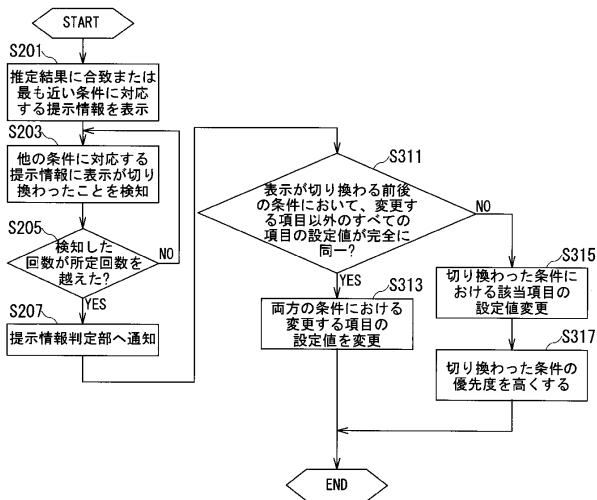 START
S201
推定結果に合致または
最も近い条件に対応
する提示情報を表示
S203
他の条件に対応する
提示情報に表示が切り
換わったことを検知
S205
検知した
回数が所定回数を
越えた?
NO
YES
S207
提示情報判定部へ通知
S311
表示が切り換わる前後
の条件において、変更す
る項目以外のすべての
項目の設定値が完全に
同一?
NO
YES
S313
両方の条件における
変更する項目の
設定値を変更
S315
切り換わった条件に
おける該当項目の
設定値変更
S317
切り換わった条件の
優先度を高くする
END